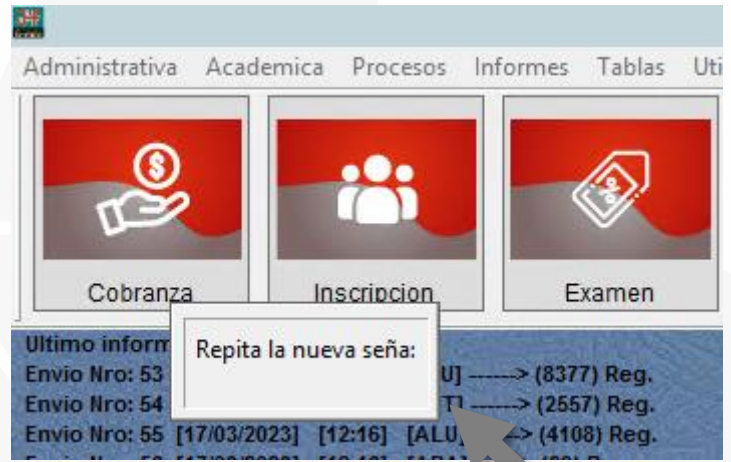 Administrativa Academica Procesos Informes Tablas Uti
Cobranza Inscripcion Examen
Ultimo inform
Repita la nueva seña:
Envio Nro: 53 U] ------> (8377) Reg.
Envio Nro: 54 T] ------> (2557) Reg.
Envio Nro: 55 [17/03/2023] [12:16] [ALU] --> (4108) Reg.